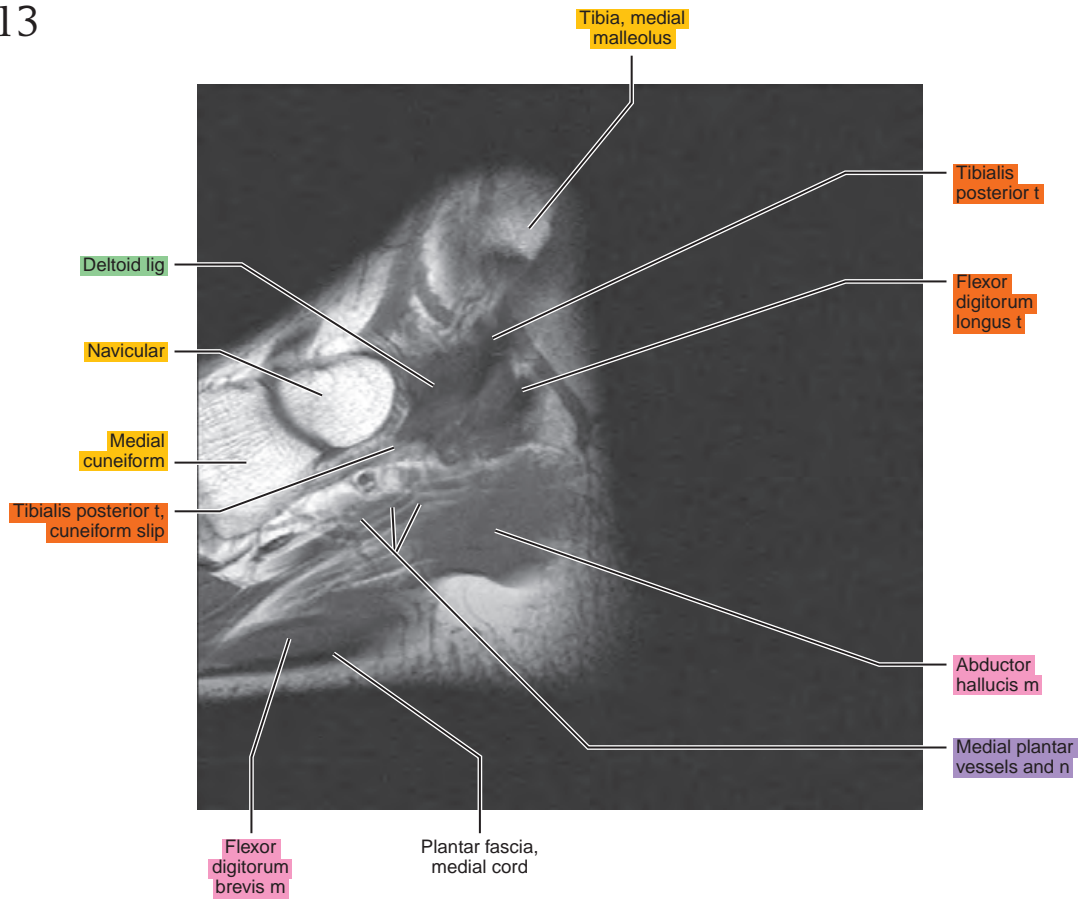 13
Tibia, medial
malleolus
Tibialis
posterior t
Deltoid lig
Flexor
digitorum
longus t
Navicular
Medial
cuneiform
Tibialis posterior t,
cuneiform slip
Abductor
hallucis m
Medial plantar
vessels and n
Flexor
digitorum
brevis m
Plantar fascia,
medial cord